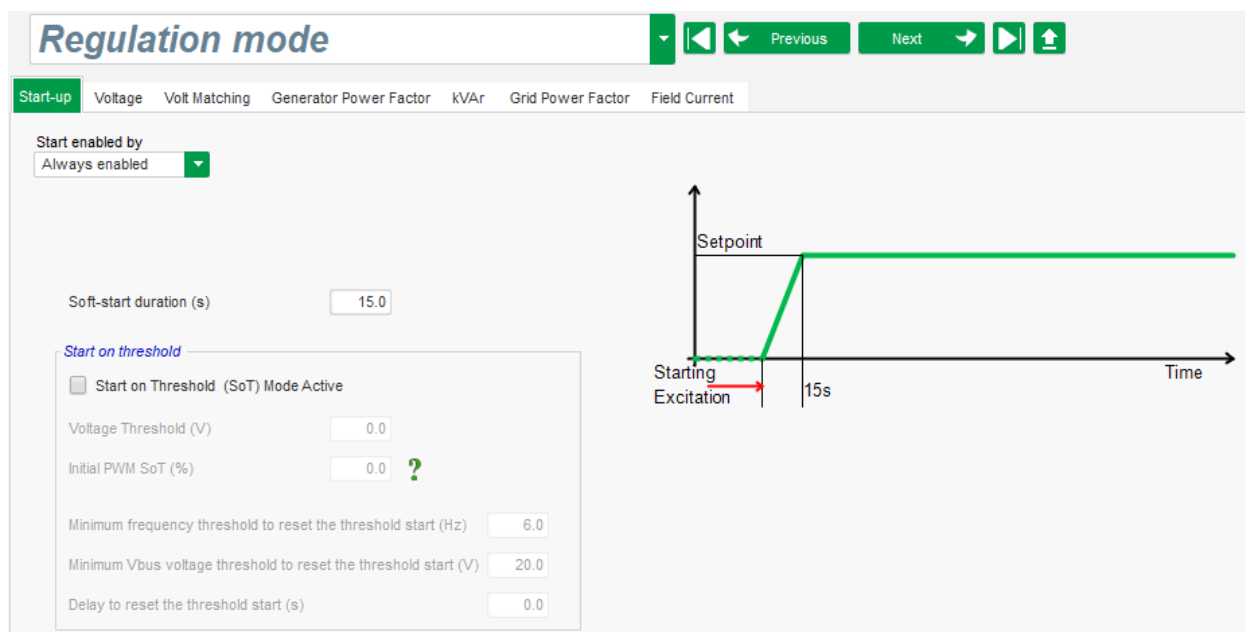 Regulation mode
Previous
Next
Start-up Voltage Volt Matching Generator Power Factor kVAr Grid Power Factor Field Current
Start enabled by
Always enabled
Soft-start duration (s) 15.0
Start on threshold
Start on Threshold (SoT) Mode Active
Voltage Threshold (V) 0.0
Initial PWM SoT (%) 0.0 ?
Minimum frequency threshold to reset the threshold start (Hz) 6.0
Minimum Vbus voltage threshold to reset the threshold start (V) 20.0
Delay to reset the threshold start (s) 0.0
Setpoint
Starting
Excitation
15s
Time